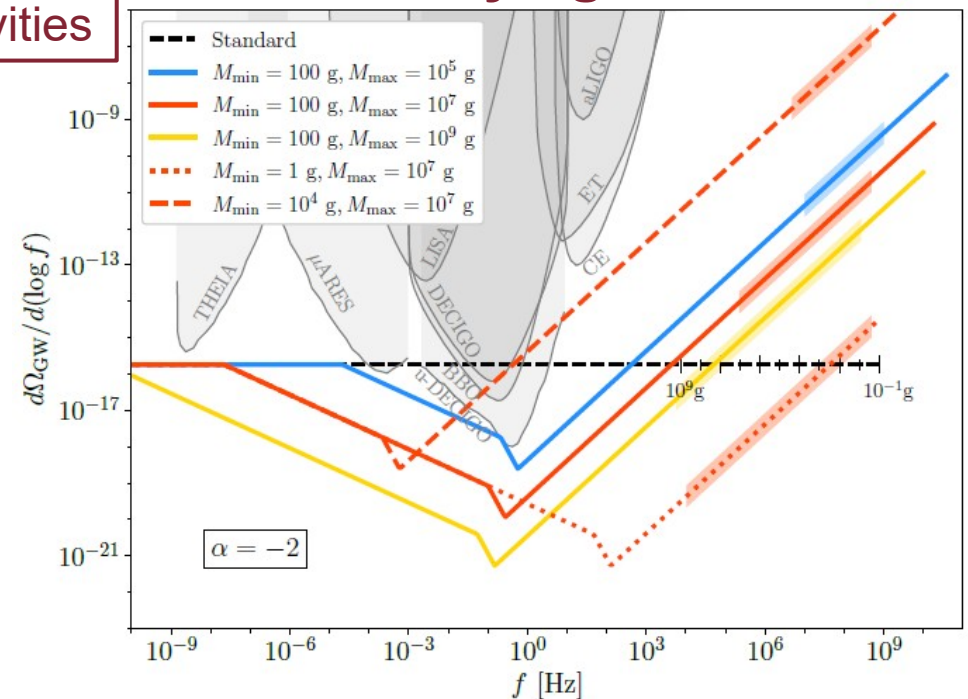 vities
Standard
M_min = 100 g, M_max = 10^5 g
M_min = 100 g, M_max = 10^7 g
M_min = 100 g, M_max = 10^9 g
M_min = 1 g, M_max = 10^7 g
M_min = 10^4 g, M_max = 10^7 g
aLIGO
ET
CE
LISA
THEIA
μARES
DECIGO
BBO
u-DECIGO
10^9g
10^-1g
α = −2
10^-9
10^-13
10^-17
10^-21
dΩ_GW/d(log f)
10^-9
10^-6
10^-3
10^0
10^3
10^6
10^9
f [Hz]